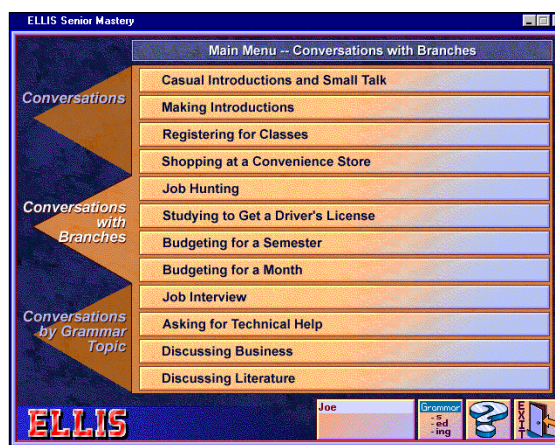 ELLIS Senior Mastery
Main Menu -- Conversations with Branches
Conversations
Conversations
with
Branches
Conversations
by Grammar
Topic
Casual Introductions and Small Talk
Making Introductions
Registering for Classes
Shopping at a Convenience Store
Job Hunting
Studying to Get a Driver's License
Budgeting for a Semester
Budgeting for a Month
Job Interview
Asking for Technical Help
Discussing Business
Discussing Literature
ELLIS
Joe
Grammar
-s
-ed
-ing
?
EXIT